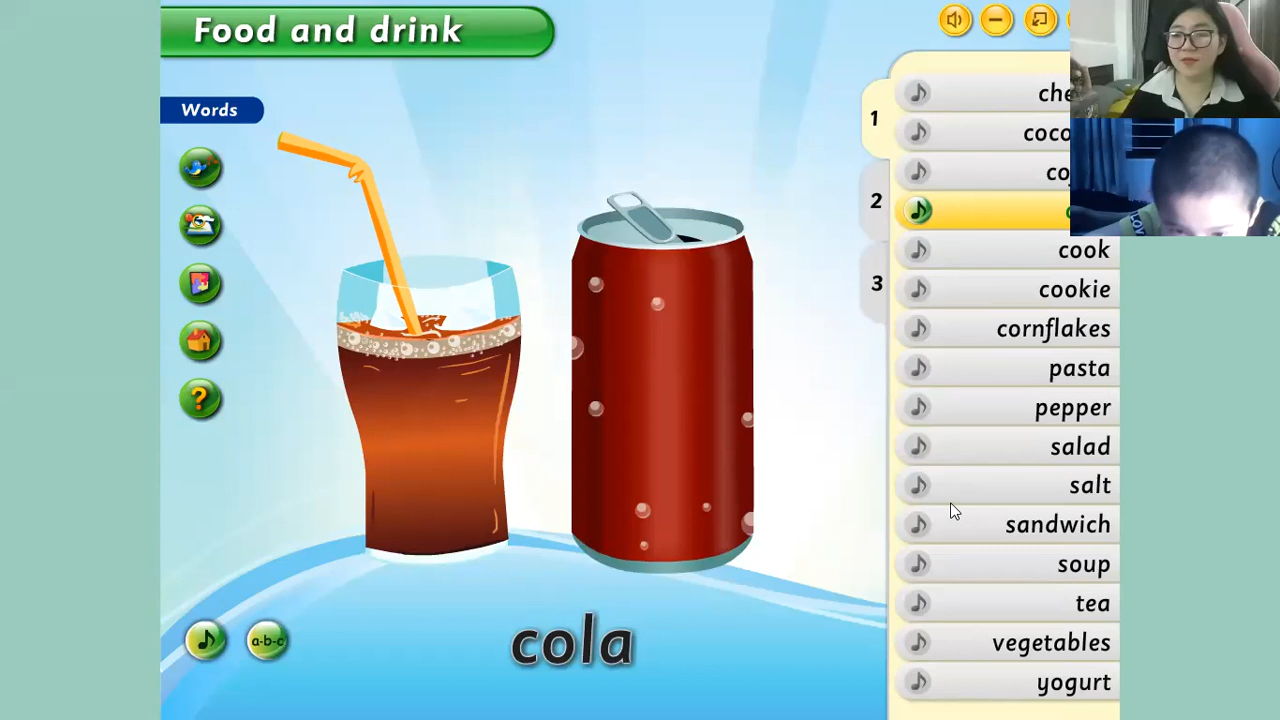 Food and drink
Words
1
2
3
cook
cookie
cornflakes
pasta
pepper
salad
salt
sandwich
soup
tea
vegetables
yogurt
a-b-c
cola